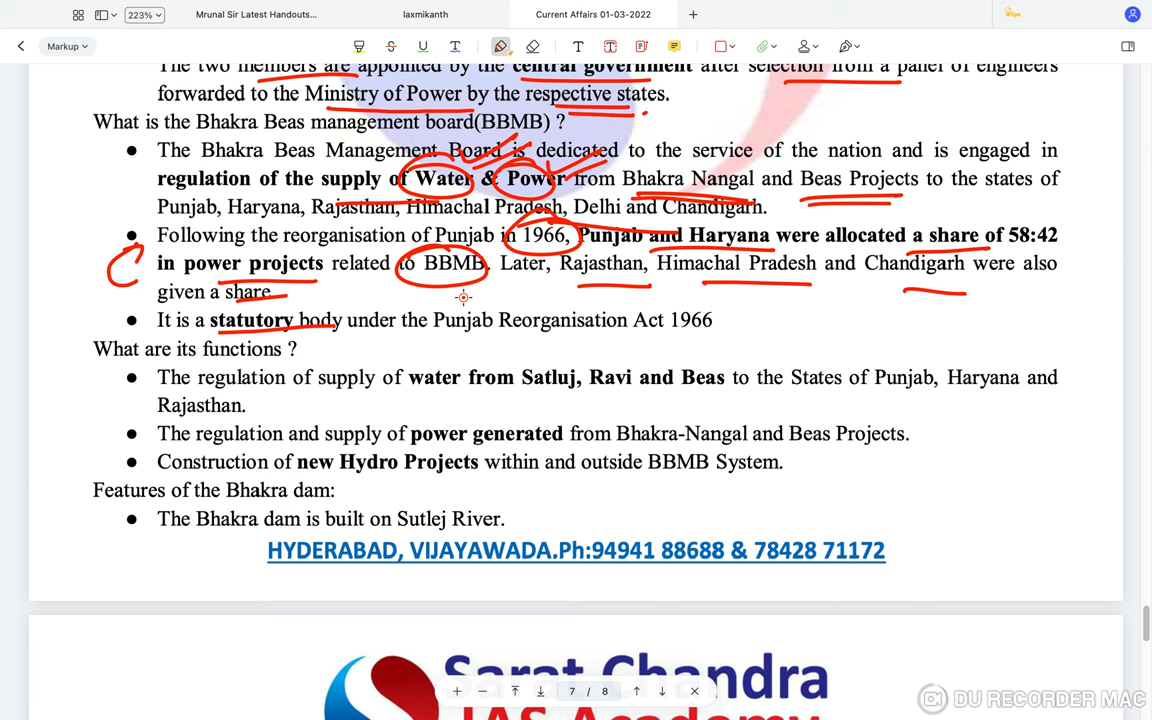 223%
Mrunal Sir Latest Handouts...
laxmikanth
Current Affairs 01-03-2022
Markup
The two members are appointed by the central government after selection from a panel of engineers
forwarded to the Ministry of Power by the respective states.
What is the Bhakra Beas management board(BBMB) ?
● The Bhakra Beas Management Board is dedicated to the service of the nation and is engaged in
regulation of the supply of Water & Power from Bhakra Nangal and Beas Projects to the states of
Punjab, Haryana, Rajasthan, Himachal Pradesh, Delhi and Chandigarh.
● Following the reorganisation of Punjab in 1966, Punjab and Haryana were allocated a share of 58:42
in power projects related to BBMB. Later, Rajasthan, Himachal Pradesh and Chandigarh were also
given a share.
● It is a statutory body under the Punjab Reorganisation Act 1966
What are its functions ?
● The regulation of supply of water from Satluj, Ravi and Beas to the States of Punjab, Haryana and
Rajasthan.
● The regulation and supply of power generated from Bhakra-Nangal and Beas Projects.
● Construction of new Hydro Projects within and outside BBMB System.
Features of the Bhakra dam:
● The Bhakra dam is built on Sutlej River.
HYDERABAD, VIJAYAWADA.Ph:94941 88688 & 78428 71172
Sarat Chandra
IAS Academy
7 / 8
DU RECORDER MAC